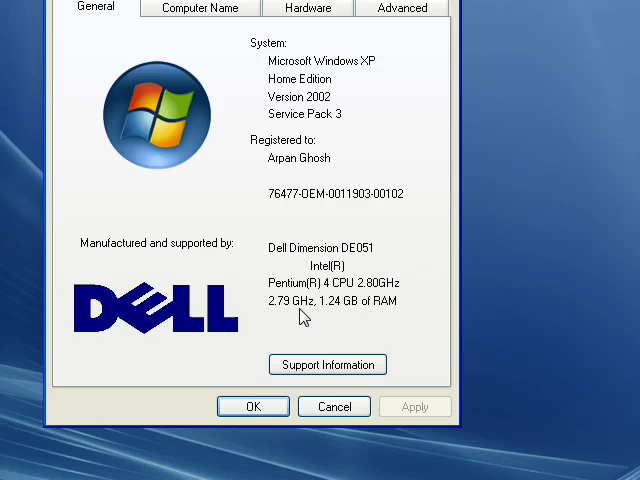 General
Computer Name
Hardware
Advanced
System:
Microsoft Windows XP
Home Edition
Version 2002
Service Pack 3
Registered to:
Arpan Ghosh
76477-OEM-0011903-00102
Manufactured and supported by:
DELL
Dell Dimension DE051
Intel(R)
Pentium(R) 4 CPU 2.80GHz
2.79 GHz, 1.24 GB of RAM
Support Information
OK
Cancel
Apply